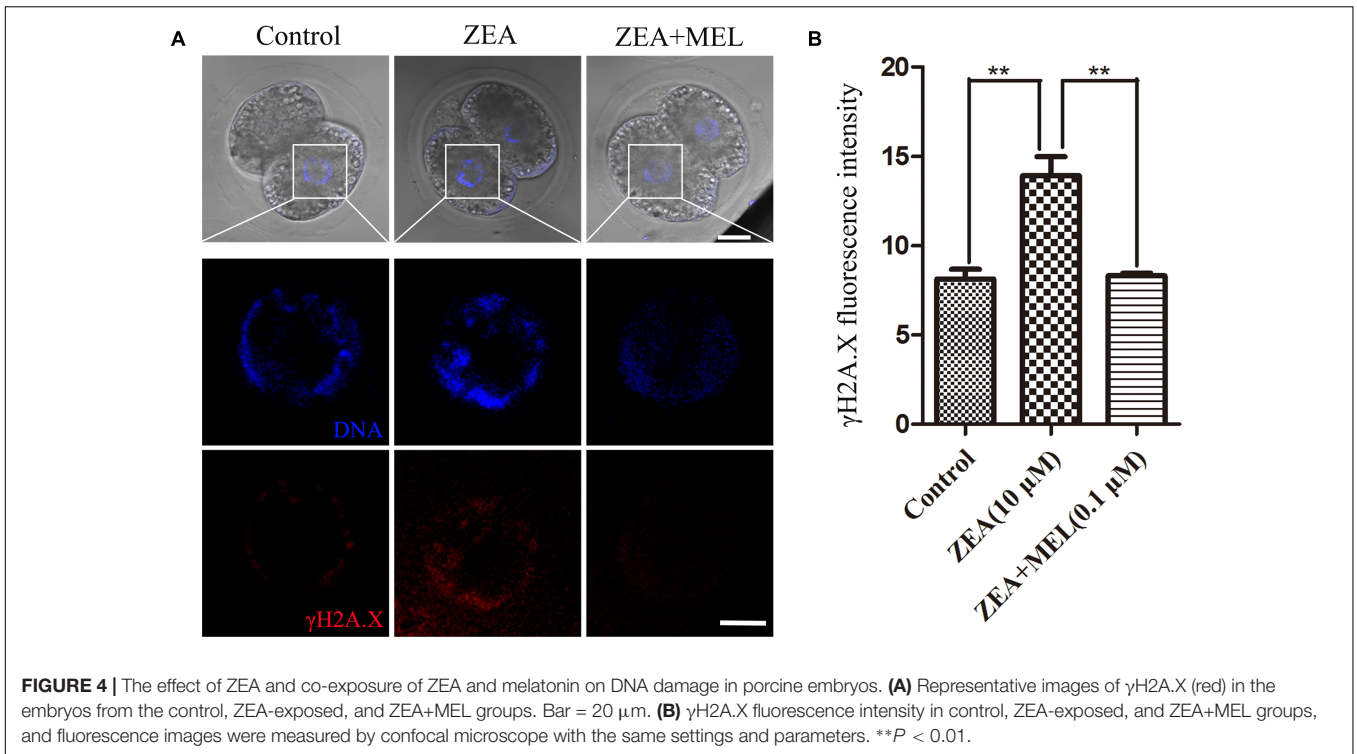 A
Control
ZEA
ZEA+MEL
DNA
γH2A.X
B
γH2A.X fluorescence intensity
20
15
10
5
0
**
**
Control
ZEA(10 μM)
ZEA+MEL(0.1 μM)
FIGURE 4 | The effect of ZEA and co-exposure of ZEA and melatonin on DNA damage in porcine embryos. (A) Representative images of γH2A.X (red) in the
embryos from the control, ZEA-exposed, and ZEA+MEL groups. Bar = 20 μm. (B) γH2A.X fluorescence intensity in control, ZEA-exposed, and ZEA+MEL groups,
and fluorescence images were measured by confocal microscope with the same settings and parameters. **P < 0.01.